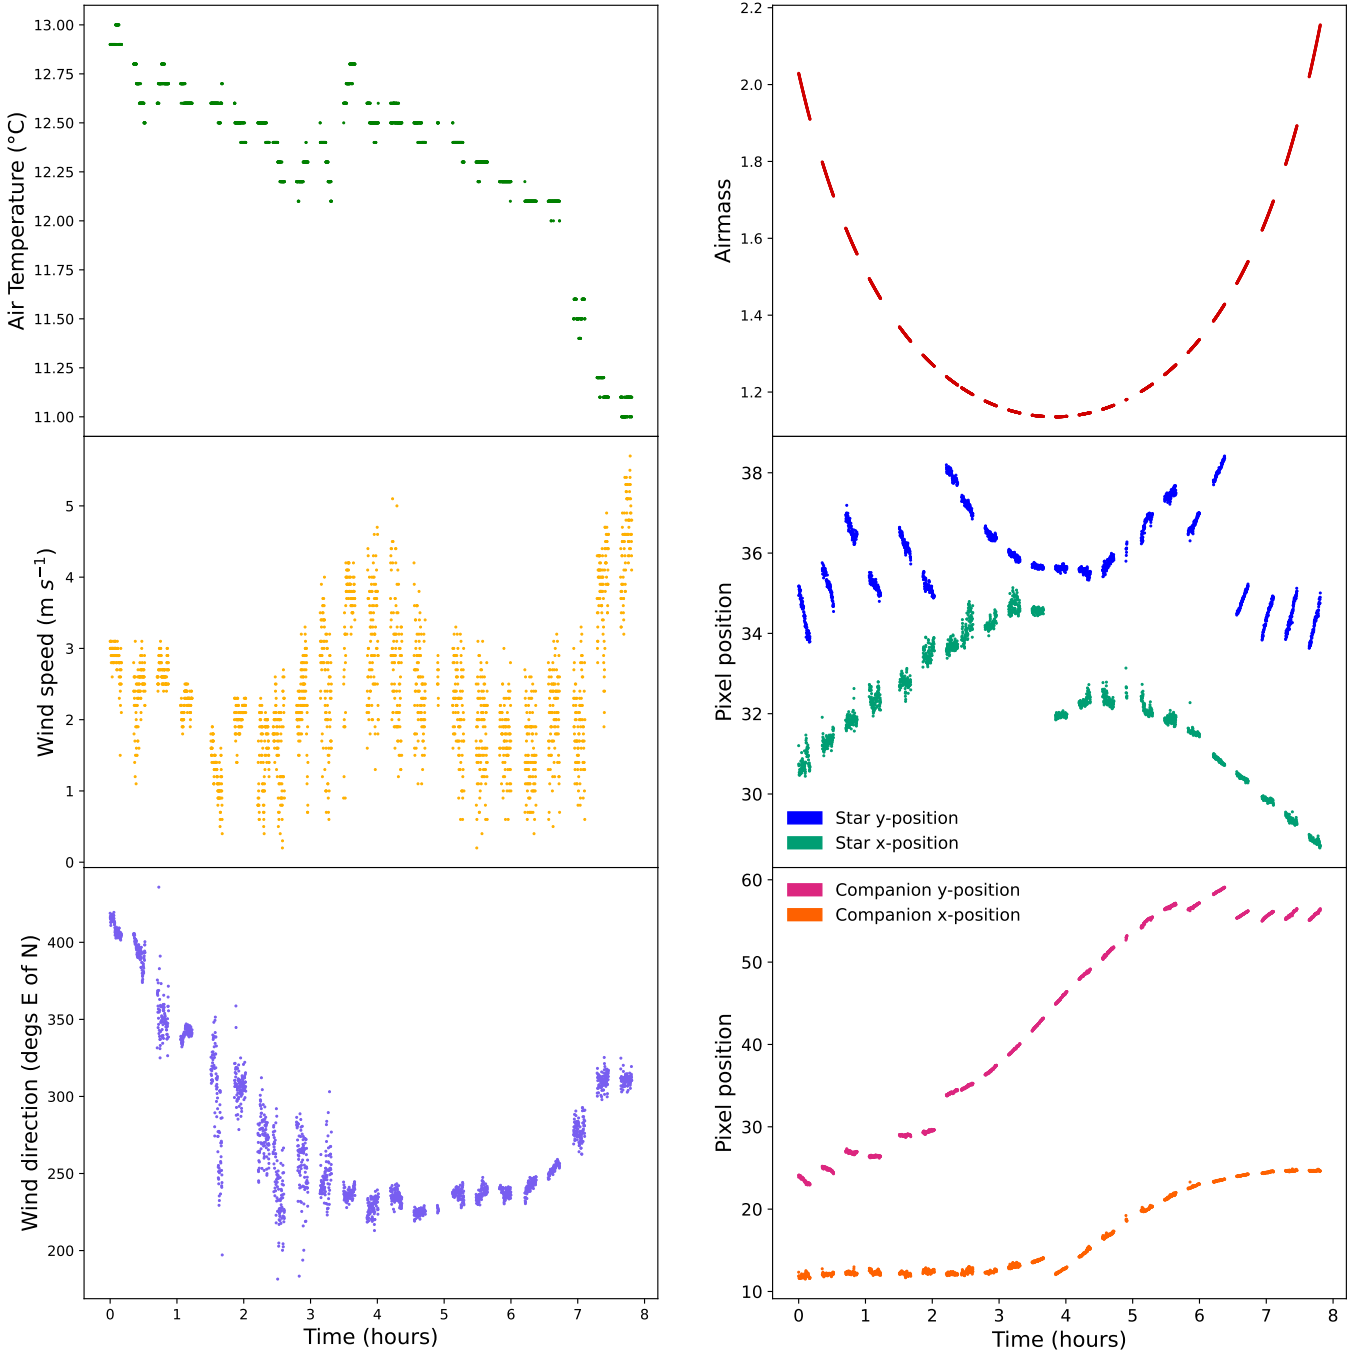 13.00
12.75
12.50
12.25
12.00
11.75
11.50
11.25
11.00
Air Temperature (°C)
5
4
3
2
1
0
Wind speed (m s⁻¹)
400
350
300
250
200
Wind direction (degs E of N)
0 1 2 3 4 5 6 7 8
Time (hours)
2.2
2.0
1.8
1.6
1.4
1.2
Airmass
38
36
34
32
30
Pixel position
Star y-position
Star x-position
60
50
40
30
20
10
Pixel position
Companion y-position
Companion x-position
0 1 2 3 4 5 6 7 8
Time (hours)